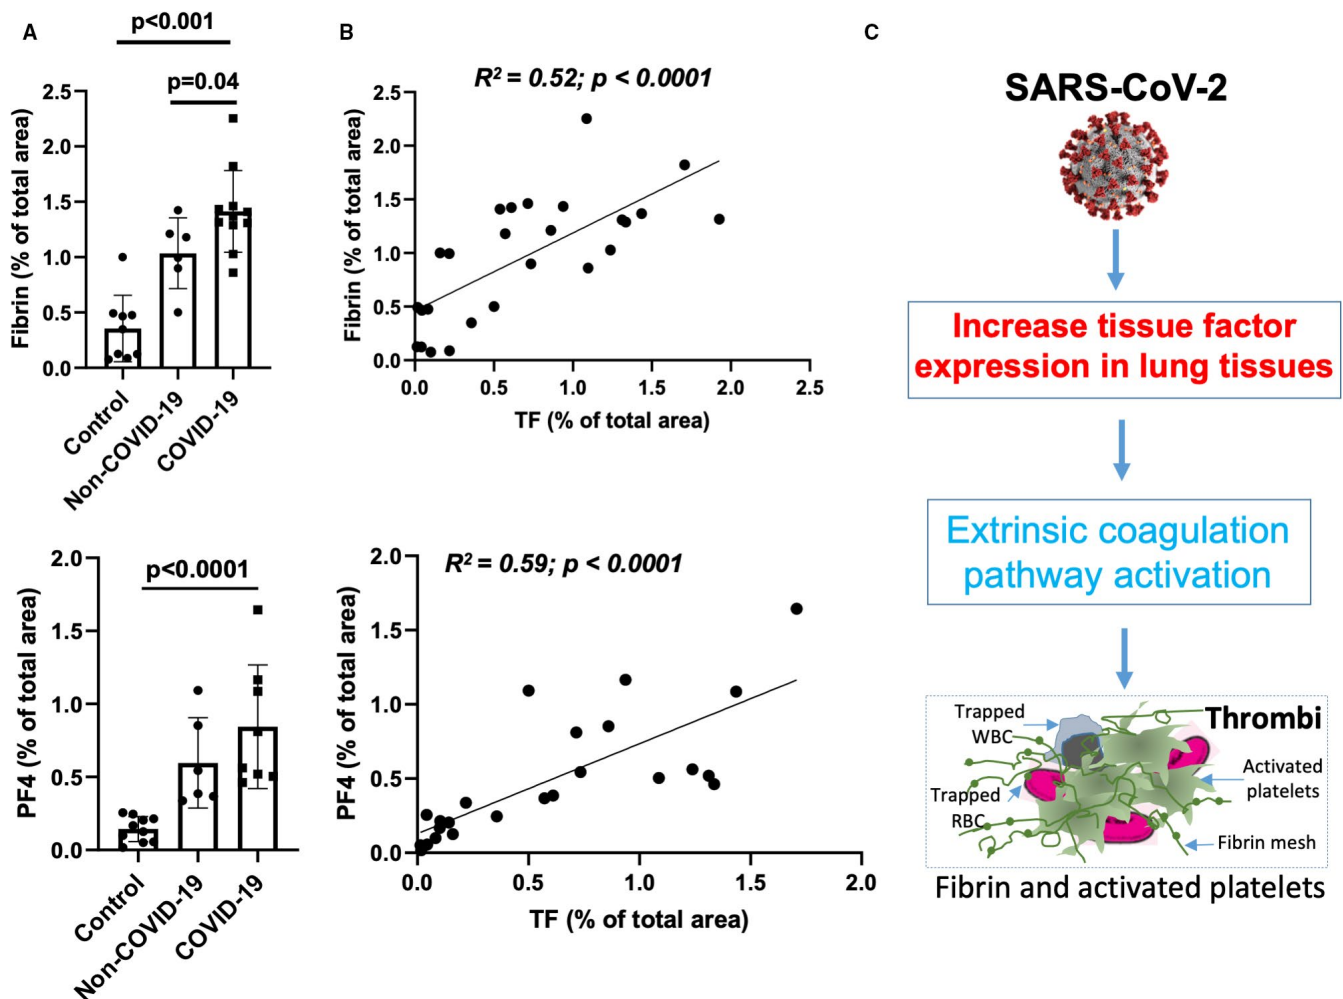 A
p<0.001
p=0.04
Fibrin (% of total area)
2.5
2.0
1.5
1.0
0.5
0.0
Control
Non-COVID-19
COVID-19
B
R² = 0.52; p < 0.0001
Fibrin (% of total area)
2.5
2.0
1.5
1.0
0.5
0.0
0.0 0.5 1.0 1.5 2.0 2.5
TF (% of total area)
p<0.0001
PF4 (% of total area)
2.0
1.5
1.0
0.5
0.0
Control
Non-COVID-19
COVID-19
R² = 0.59; p < 0.0001
PF4 (% of total area)
2.0
1.5
1.0
0.5
0.0
0.0 0.5 1.0 1.5 2.0
TF (% of total area)
C
SARS-CoV-2
Increase tissue factor
expression in lung tissues
Extrinsic coagulation
pathway activation
Thrombi
Trapped
WBC
Activated
platelets
Trapped
RBC
Fibrin mesh
Fibrin and activated platelets